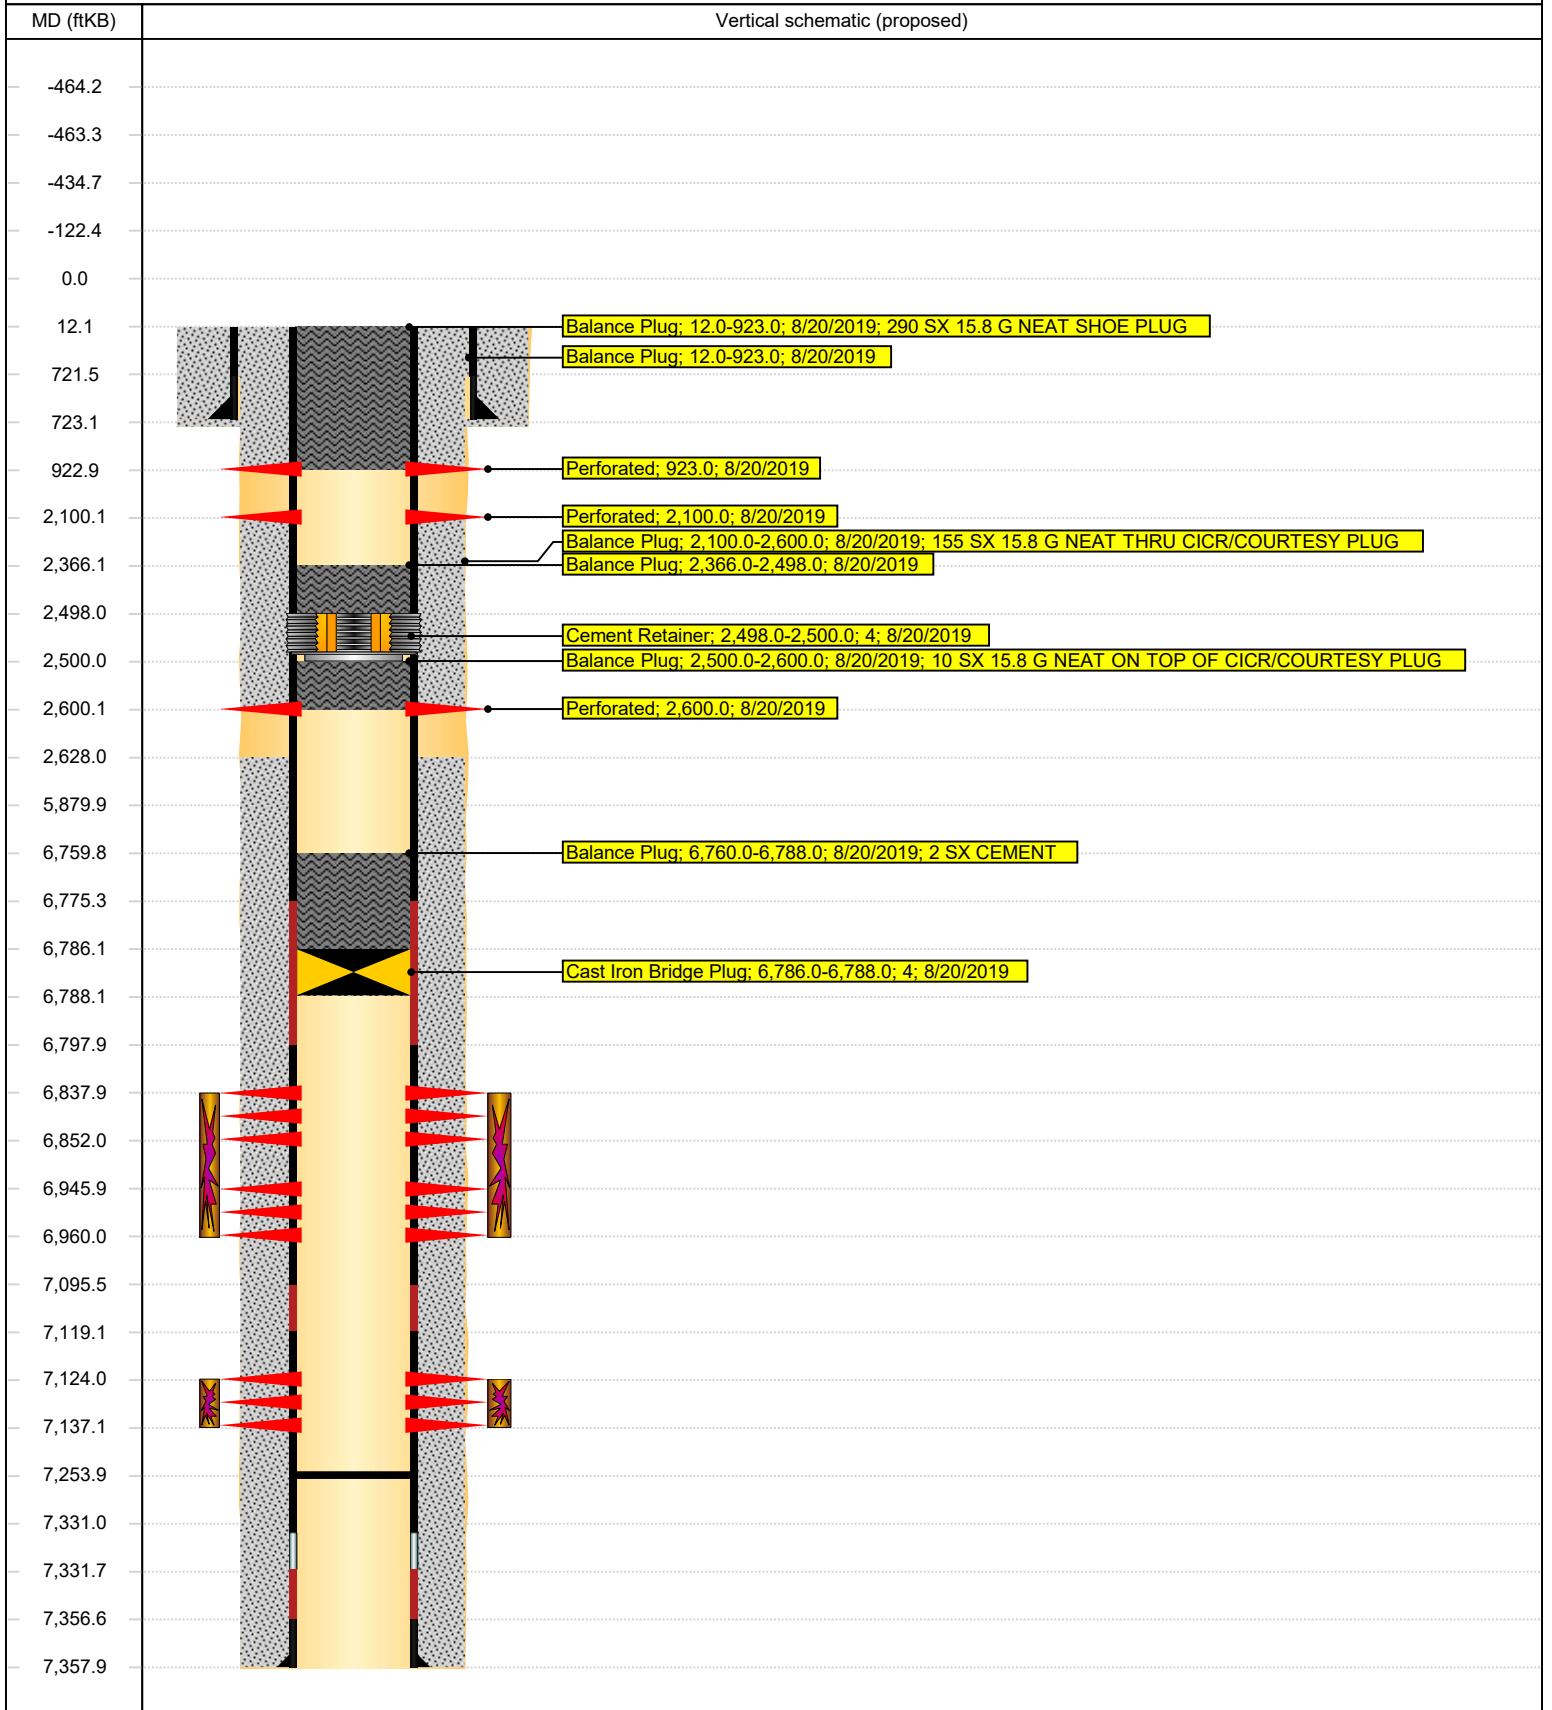 MD (ftKB)
Vertical schematic (proposed)
-464.2
-463.3
-434.7
-122.4
0.0
12.1
Balance Plug; 12.0-923.0; 8/20/2019; 290 SX 15.8 G NEAT SHOE PLUG
Balance Plug; 12.0-923.0; 8/20/2019
721.5
723.1
922.9
Perforated; 923.0; 8/20/2019
2,100.1
Perforated; 2,100.0; 8/20/2019
Balance Plug; 2,100.0-2,600.0; 8/20/2019; 155 SX 15.8 G NEAT THRU CICR/COURTESY PLUG
2,366.1
Balance Plug; 2,366.0-2,498.0; 8/20/2019
2,498.0
Cement Retainer; 2,498.0-2,500.0; 4; 8/20/2019
2,500.0
Balance Plug; 2,500.0-2,600.0; 8/20/2019; 10 SX 15.8 G NEAT ON TOP OF CICR/COURTESY PLUG
2,600.1
Perforated; 2,600.0; 8/20/2019
2,628.0
5,879.9
6,759.8
Balance Plug; 6,760.0-6,788.0; 8/20/2019; 2 SX CEMENT
6,775.3
6,786.1
Cast Iron Bridge Plug; 6,786.0-6,788.0; 4; 8/20/2019
6,788.1
6,797.9
6,837.9
6,852.0
6,945.9
6,960.0
7,095.5
7,119.1
7,124.0
7,137.1
7,253.9
7,331.0
7,331.7
7,356.6
7,357.9